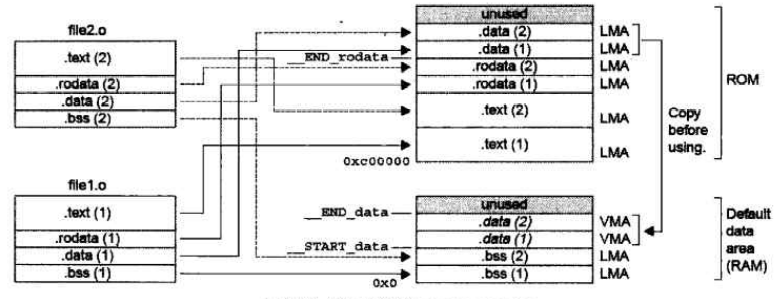 file2.o
.text (2)
.rodata (2)
.data (2)
.bss (2)
file1.o
.text (1)
.rodata (1)
.data (1)
.bss (1)
__END_rodata
0xc00000
__END_data
__START_data
0x0
unused
.data (2) LMA
.data (1) LMA
.rodata (2) LMA
.rodata (1) LMA
.text (2) LMA
.text (1) LMA
Copy
before
using.
ROM
unused
.data (2) VMA
.data (1) VMA
.bss (2) LMA
.bss (1) LMA
Default
data
area
(RAM)